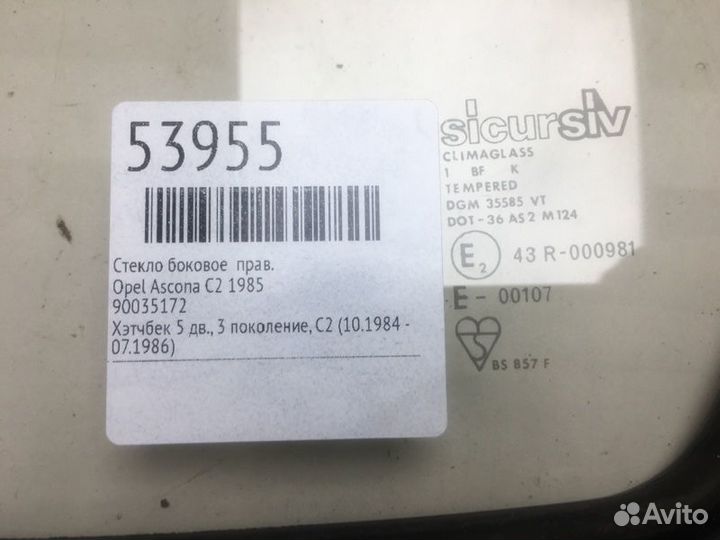 53955
Стекло боковое прав.
Opel Ascona C2 1985
90035172
Хэтчбек 5 дв., 3 поколение, C2 (10.1984 -
07.1986)
sicursiv
CLIMAGLASS
1 BF K
TEMPERED
DGM 35585 VT
DOT-36 AS2 M124
E2 43 R-000981
E-00107
S
BS 857 F
Avito